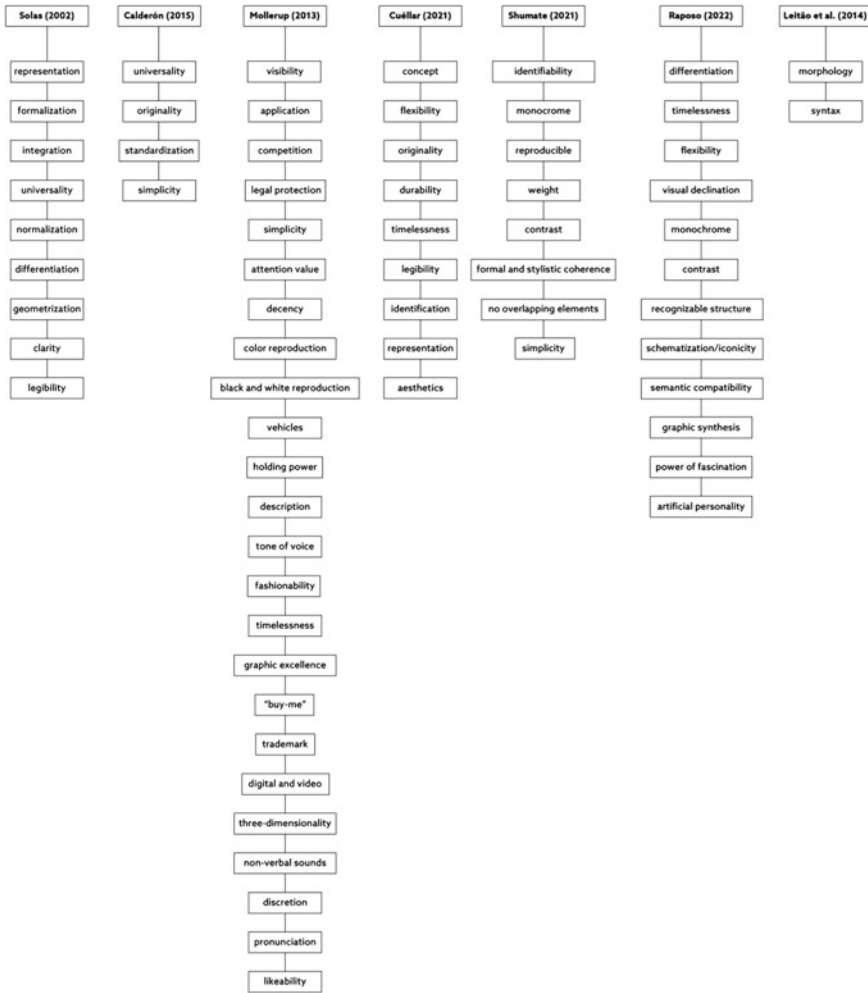 Solas (2002)
representation
formalization
integration
universality
normalization
differentiation
geometrization
clarity
legibility
Calderón (2015)
universality
originality
standardization
simplicity
Mollerup (2013)
visibility
application
competition
legal protection
simplicity
attention value
decency
color reproduction
black and white reproduction
vehicles
holding power
description
tone of voice
fashionability
timelessness
graphic excellence
"buy-me"
trademark
digital and video
three-dimensionality
non-verbal sounds
discretion
pronunciation
likeability
Cuéllar (2021)
concept
flexibility
originality
durability
timelessness
legibility
identification
representation
aesthetics
Shumate (2021)
identifiability
monocrome
reproducible
weight
contrast
formal and stylistic coherence
no overlapping elements
simplicity
Raposo (2022)
differentiation
timelessness
flexibility
visual declination
monochrome
contrast
recognizable structure
schematization/iconicity
semantic compatibility
graphic synthesis
power of fascination
artificial personality
Leitão et al. (2014)
morphology
syntax